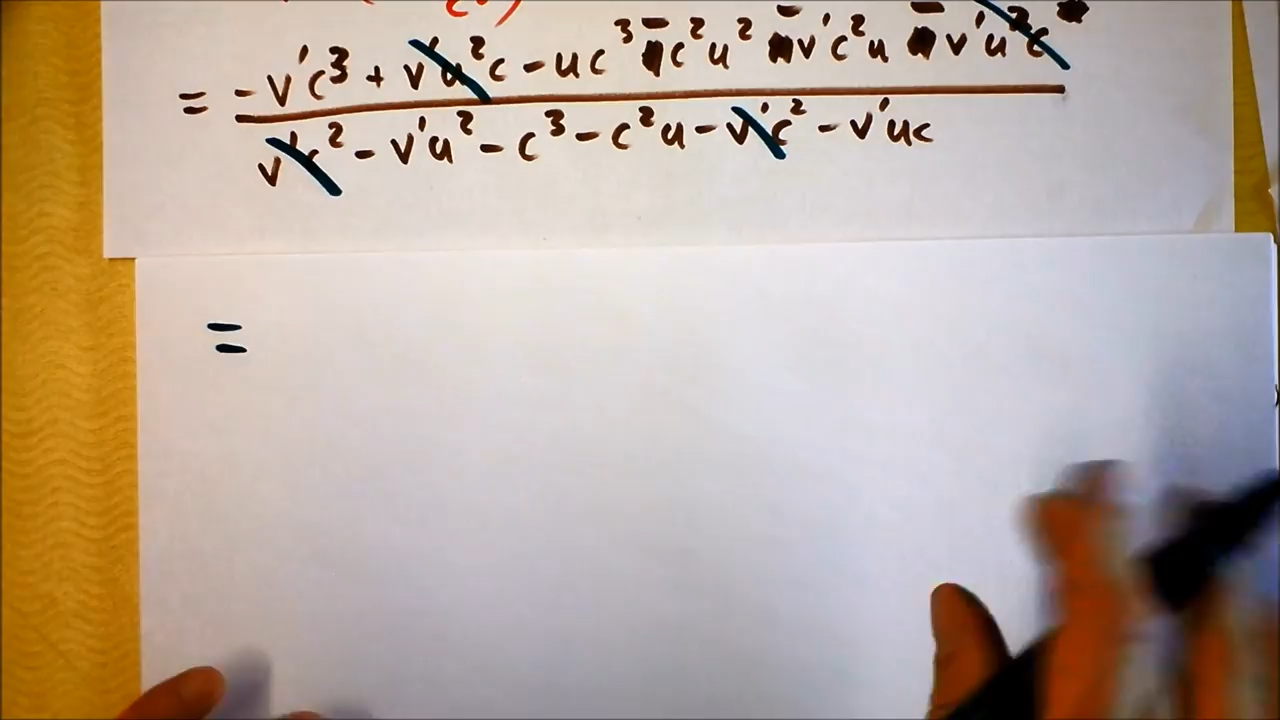 = -v'c³ + v'u²c - uc³ - c²u² - v'c²u - v'u²c
v'c² - v'u² - c³ - c²u - v'c² - v'uc
=